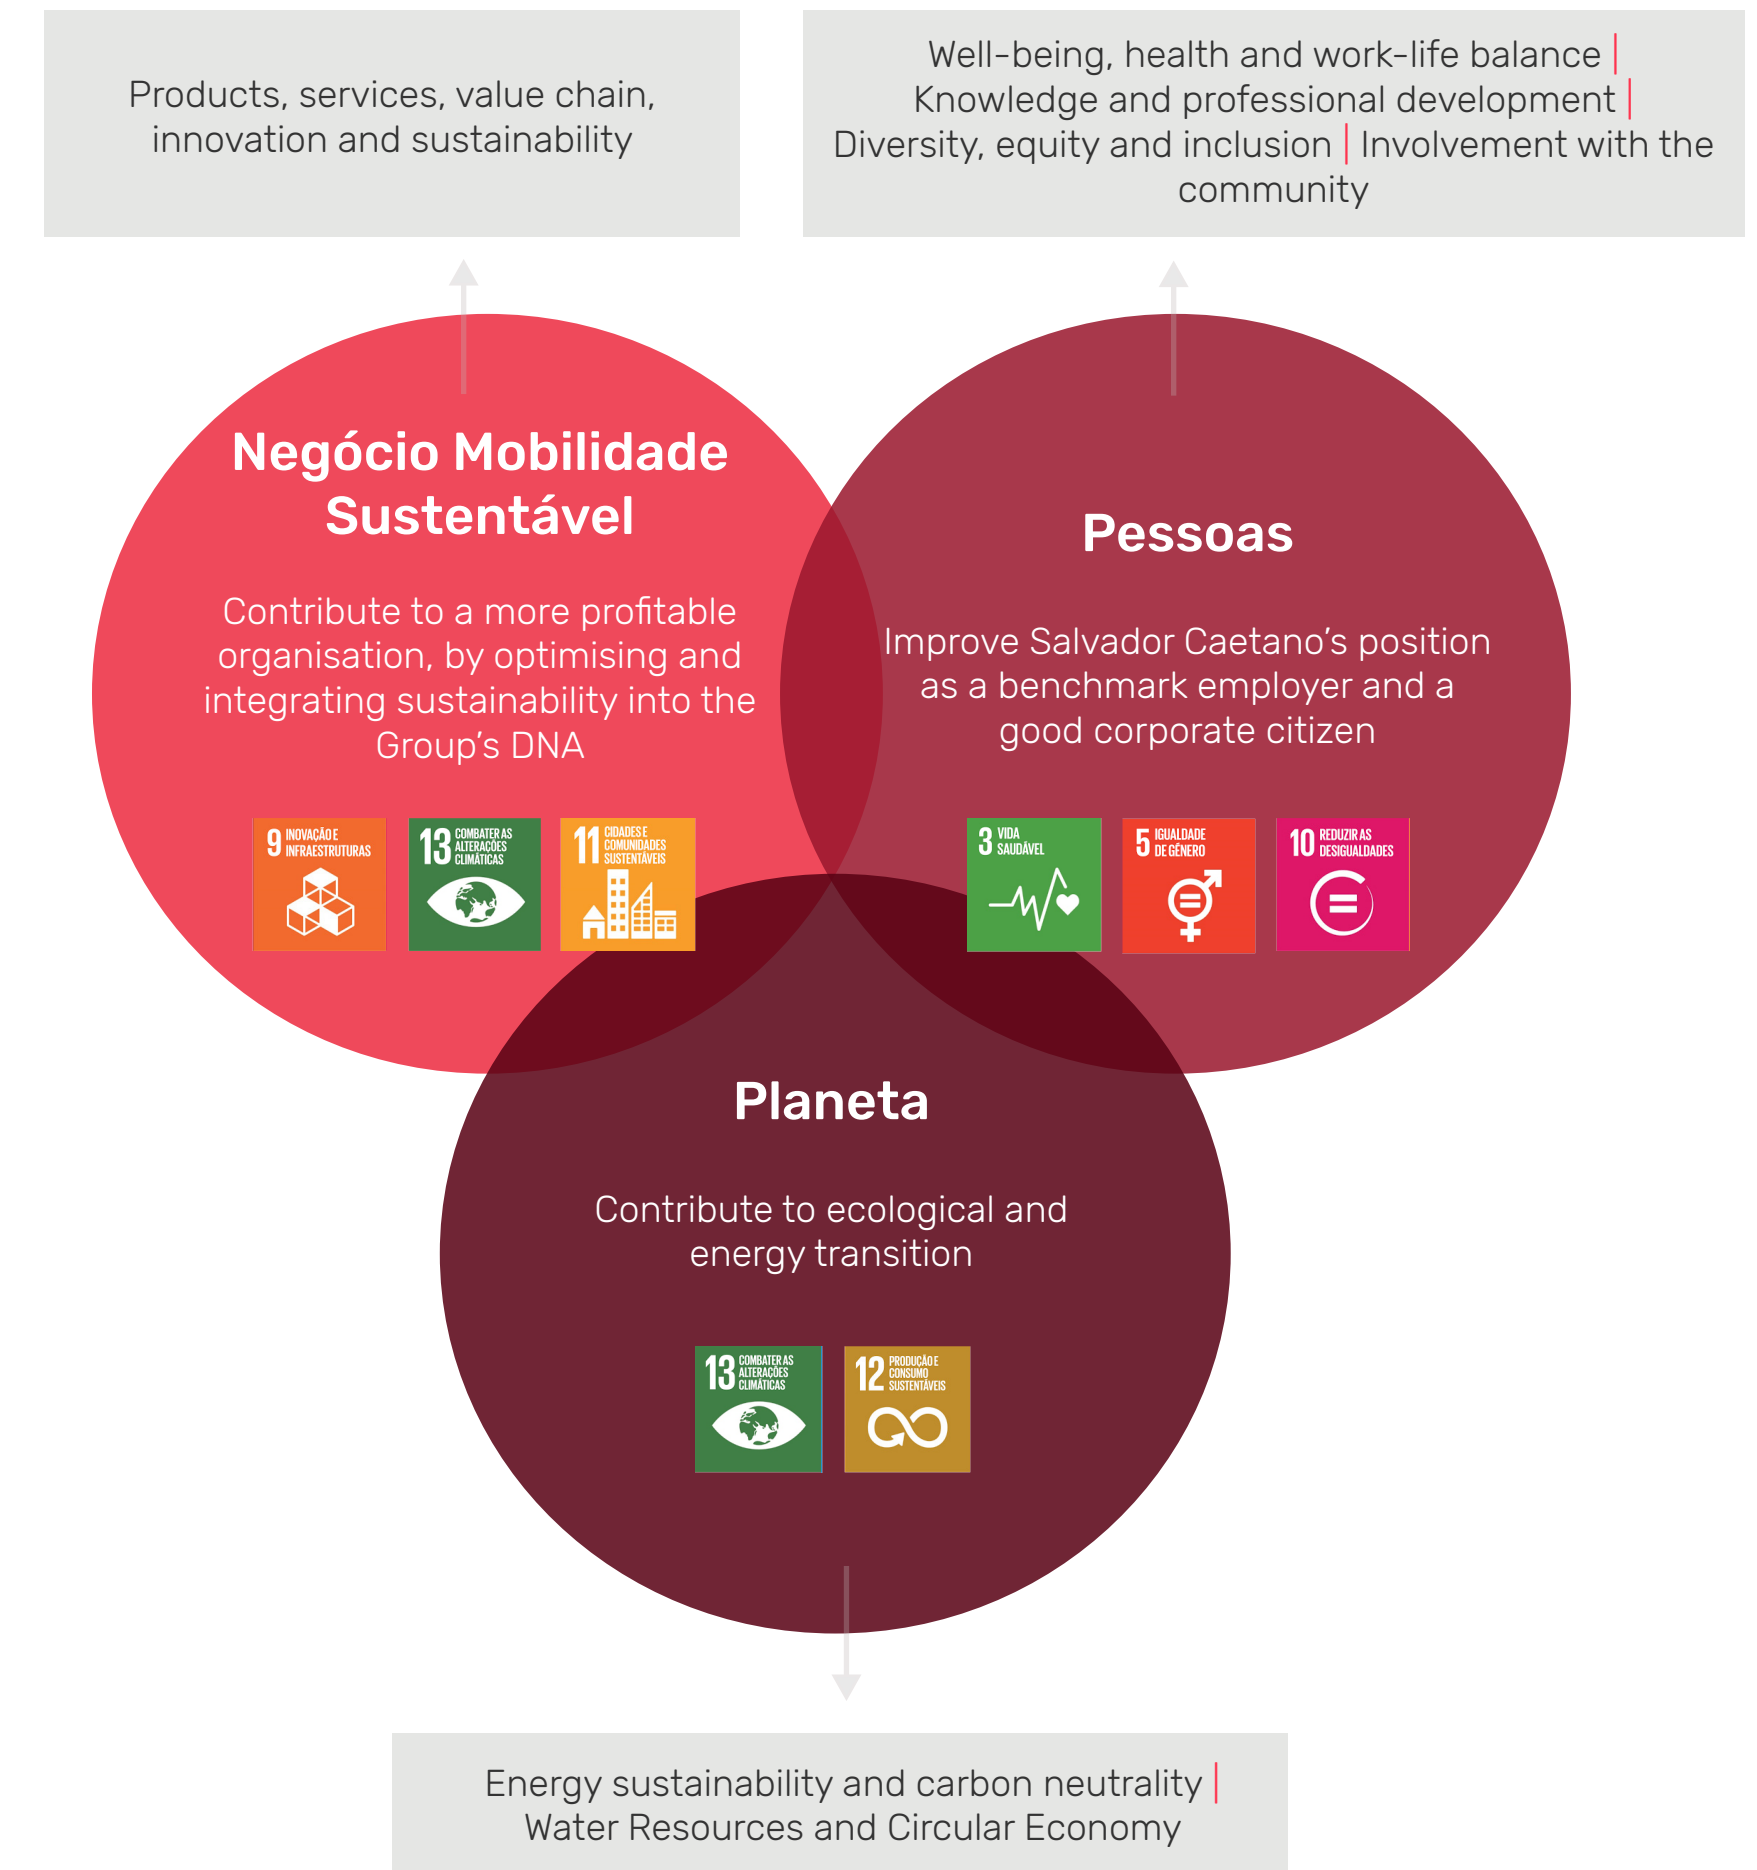 Products, services, value chain,
innovation and sustainability
Well-being, health and work-life balance |
Knowledge and professional development |
Diversity, equity and inclusion | Involvement with the
community
Negócio Mobilidade
Sustentável
Contribute to a more profitable
organisation, by optimising and
integrating sustainability into the
Group's DNA
9 INOVAÇÃO E
INFRAESTRUTURAS
13 COMBATER AS
ALTERAÇÕES
CLIMÁTICAS
11 CIDADES E
COMUNIDADES
SUSTENTÁVEIS
Pessoas
Improve Salvador Caetano's position
as a benchmark employer and a
good corporate citizen
3 VIDA
SAUDÁVEL
5 IGUALDADE
DE GÉNERO
10 REDUZIR AS
DESIGUALDADES
Planeta
Contribute to ecological and
energy transition
13 COMBATER AS
ALTERAÇÕES
CLIMÁTICAS
12 PRODUÇÃO E
CONSUMO
SUSTENTÁVEIS
Energy sustainability and carbon neutrality |
Water Resources and Circular Economy